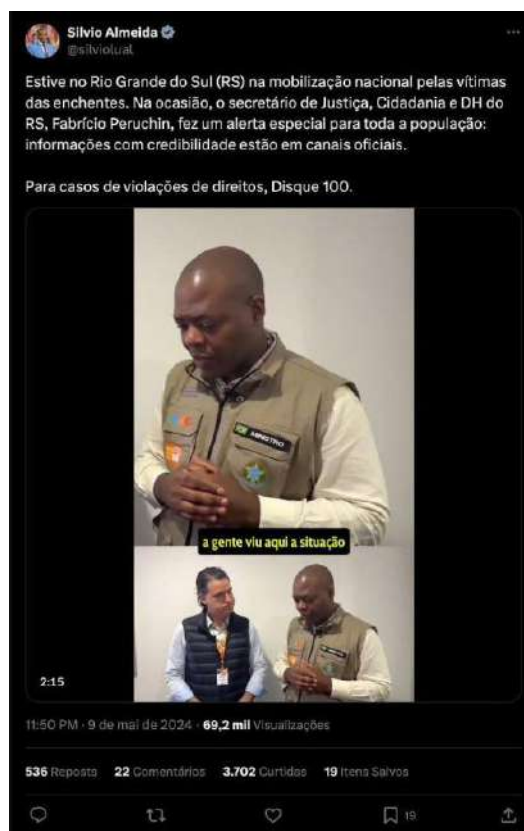 Silvio Almeida
@silviolual
Estive no Rio Grande do Sul (RS) na mobilização nacional pelas vítimas
das enchentes. Na ocasião, o secretário de Justiça, Cidadania e DH do
RS, Fabrício Peruchin, fez um alerta especial para toda a população:
informações com credibilidade estão em canais oficiais.
Para casos de violações de direitos, Disque 100.
MINISTRO
a gente viu aqui a situação
2:15
11:50 PM · 9 de mai de 2024 · 69,2 mil Visualizações
536 Reposts 22 Comentários 3.702 Curtidas 19 Itens Salvos
19